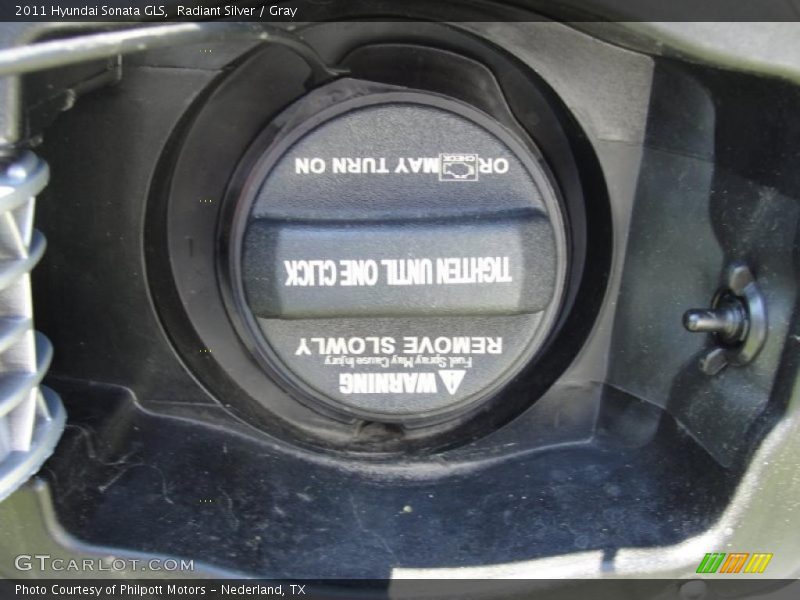 2011 Hyundai Sonata GLS, Radiant Silver / Gray
WARNING
Fuel Spray May Cause Injury
REMOVE SLOWLY
TIGHTEN UNTIL ONE CLICK
OR CHECK MAY TURN ON
GTCARLOT.COM
Photo Courtesy of Philpott Motors – Nederland, TX